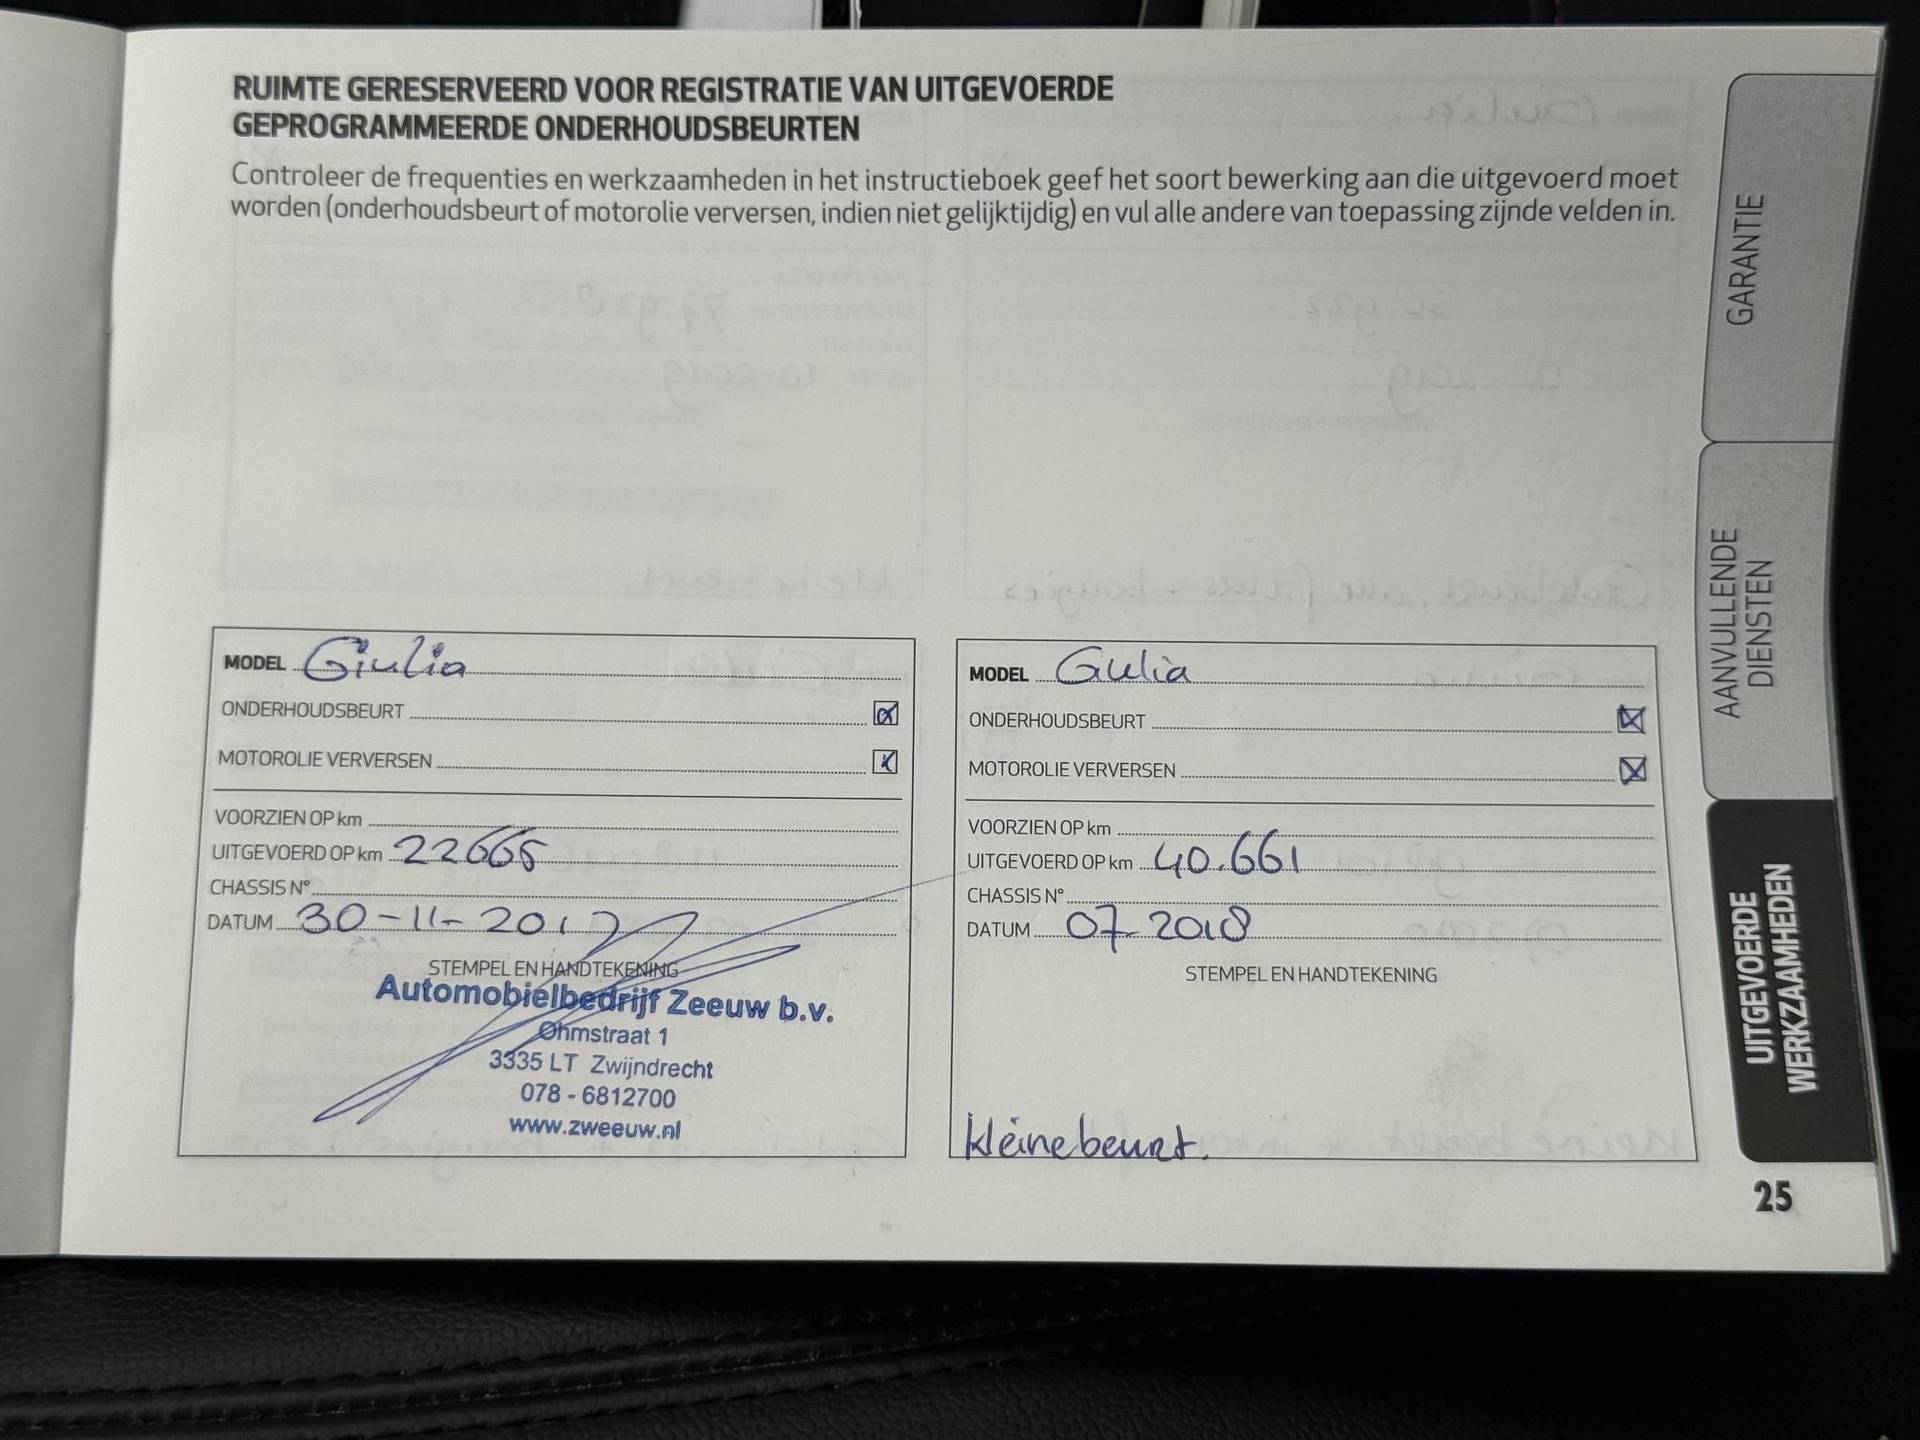 RUIMTE GERESERVEERD VOOR REGISTRATIE VAN UITGEVOERDE
GEPROGRAMMEERDE ONDERHOUDSBEURTEN
Controleer de frequenties en werkzaamheden in het instructieboek geef het soort bewerking aan die uitgevoerd moet
worden (onderhoudsbeurt of motorolie verversen, indien niet gelijktijdig) en vul alle andere van toepassing zijnde velden in.
MODEL Giulia
ONDERHOUDSBEURT
MOTOROLIE VERVERSEN
VOORZIEN OP km
UITGEVOERD OP km 22665
CHASSIS N°
DATUM 30-11-2017
STEMPEL EN HANDTEKENING
Automobielbedrijf Zeeuw b.v.
Ohmstraat 1
3335 LT Zwijndrecht
078 - 6812700
www.zweeuw.nl
MODEL Giulia
ONDERHOUDSBEURT
MOTOROLIE VERVERSEN
VOORZIEN OP km
UITGEVOERD OP km 40.661
CHASSIS N°
DATUM 07-2018
STEMPEL EN HANDTEKENING
kleine beurt.
GARANTIE
AANVULLENDE
DIENSTEN
UITGEVOERDE
WERKZAAMHEDEN
25